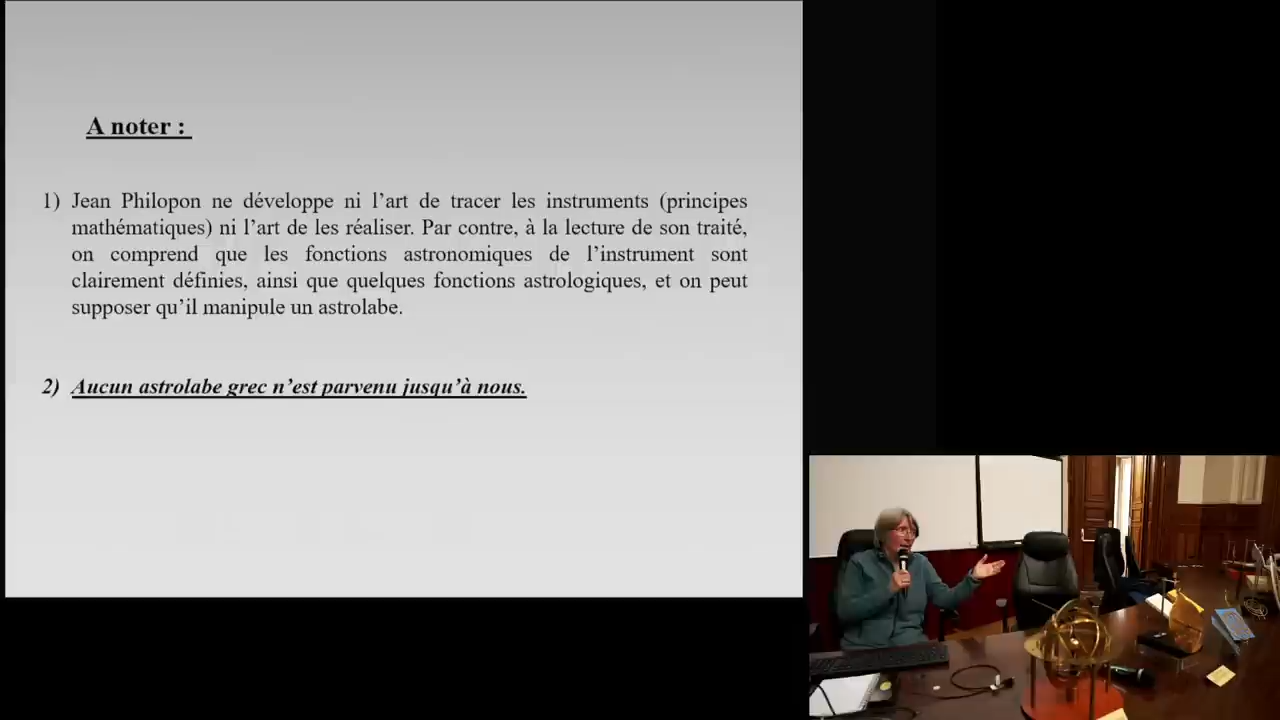 A noter :
1) Jean Philopon ne développe ni l’art de tracer les instruments (principes
mathématiques) ni l’art de les réaliser. Par contre, à la lecture de son traité,
on comprend que les fonctions astronomiques de l’instrument sont
clairement définies, ainsi que quelques fonctions astrologiques, et on peut
supposer qu’il manipule un astrolabe.
2) Aucun astrolabe grec n’est parvenu jusqu’à nous.